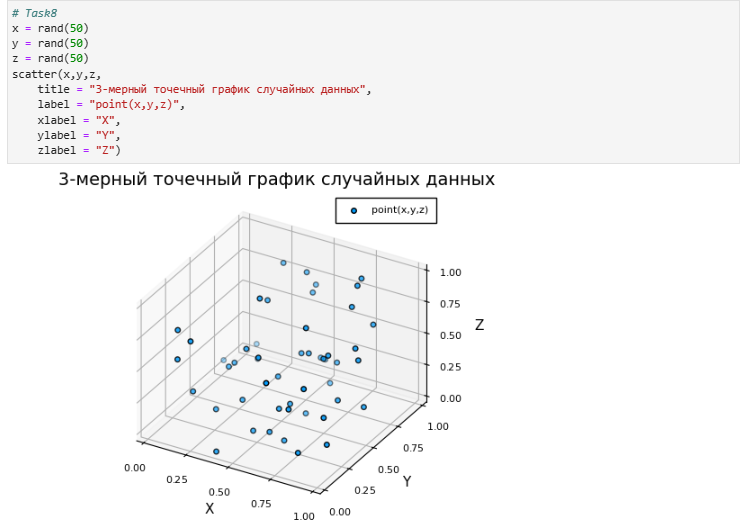 # Task8
x = rand(50)
y = rand(50)
z = rand(50)
scatter(x,y,z,
title = "3-мерный точечный график случайных данных",
label = "point(x,y,z)",
xlabel = "X",
ylabel = "Y",
zlabel = "Z")
3-мерный точечный график случайных данных
point(x,y,z)
1.00
0.75
Z
0.50
0.25
0.00
1.00
0.75
0.50
Y
0.25
0.00
0.00
0.25
0.50
X
0.75
1.00